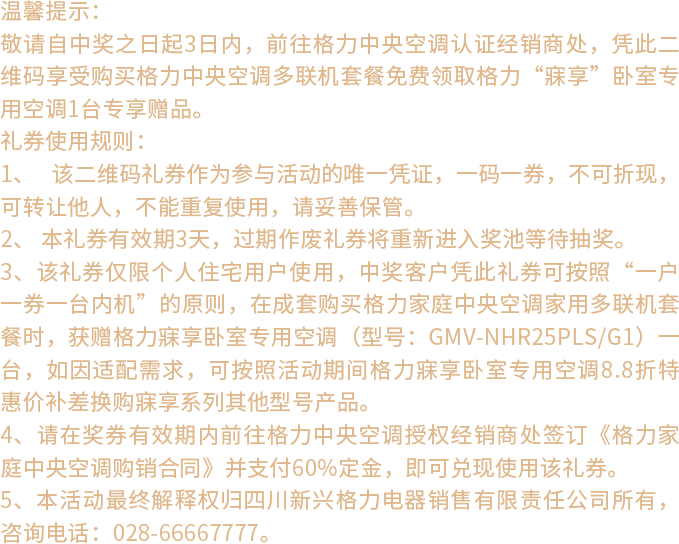 温馨提示：
敬请自中奖之日起3日内，前往格力中央空调认证经销商处，凭此二
维码享受购买格力中央空调多联机套餐免费领取格力“寐享”卧室专
用空调1台专享赠品。
礼券使用规则：
1、  该二维码礼券作为参与活动的唯一凭证，一码一券，不可折现，
可转让他人，不能重复使用，请妥善保管。
2、 本礼券有效期3天，过期作废礼券将重新进入奖池等待抽奖。
3、该礼券仅限个人住宅用户使用，中奖客户凭此礼券可按照“一户
一券一台内机”的原则，在成套购买格力家庭中央空调家用多联机套
餐时，获赠格力寐享卧室专用空调（型号：GMV-NHR25PLS/G1）一
台，如因适配需求，可按照活动期间格力寐享卧室专用空调8.8折特
惠价补差换购寐享系列其他型号产品。
4、请在奖券有效期内前往格力中央空调授权经销商处签订《格力家
庭中央空调购销合同》并支付60%定金，即可兑现使用该礼券。
5、本活动最终解释权归四川新兴格力电器销售有限责任公司所有，
咨询电话：028-66667777。